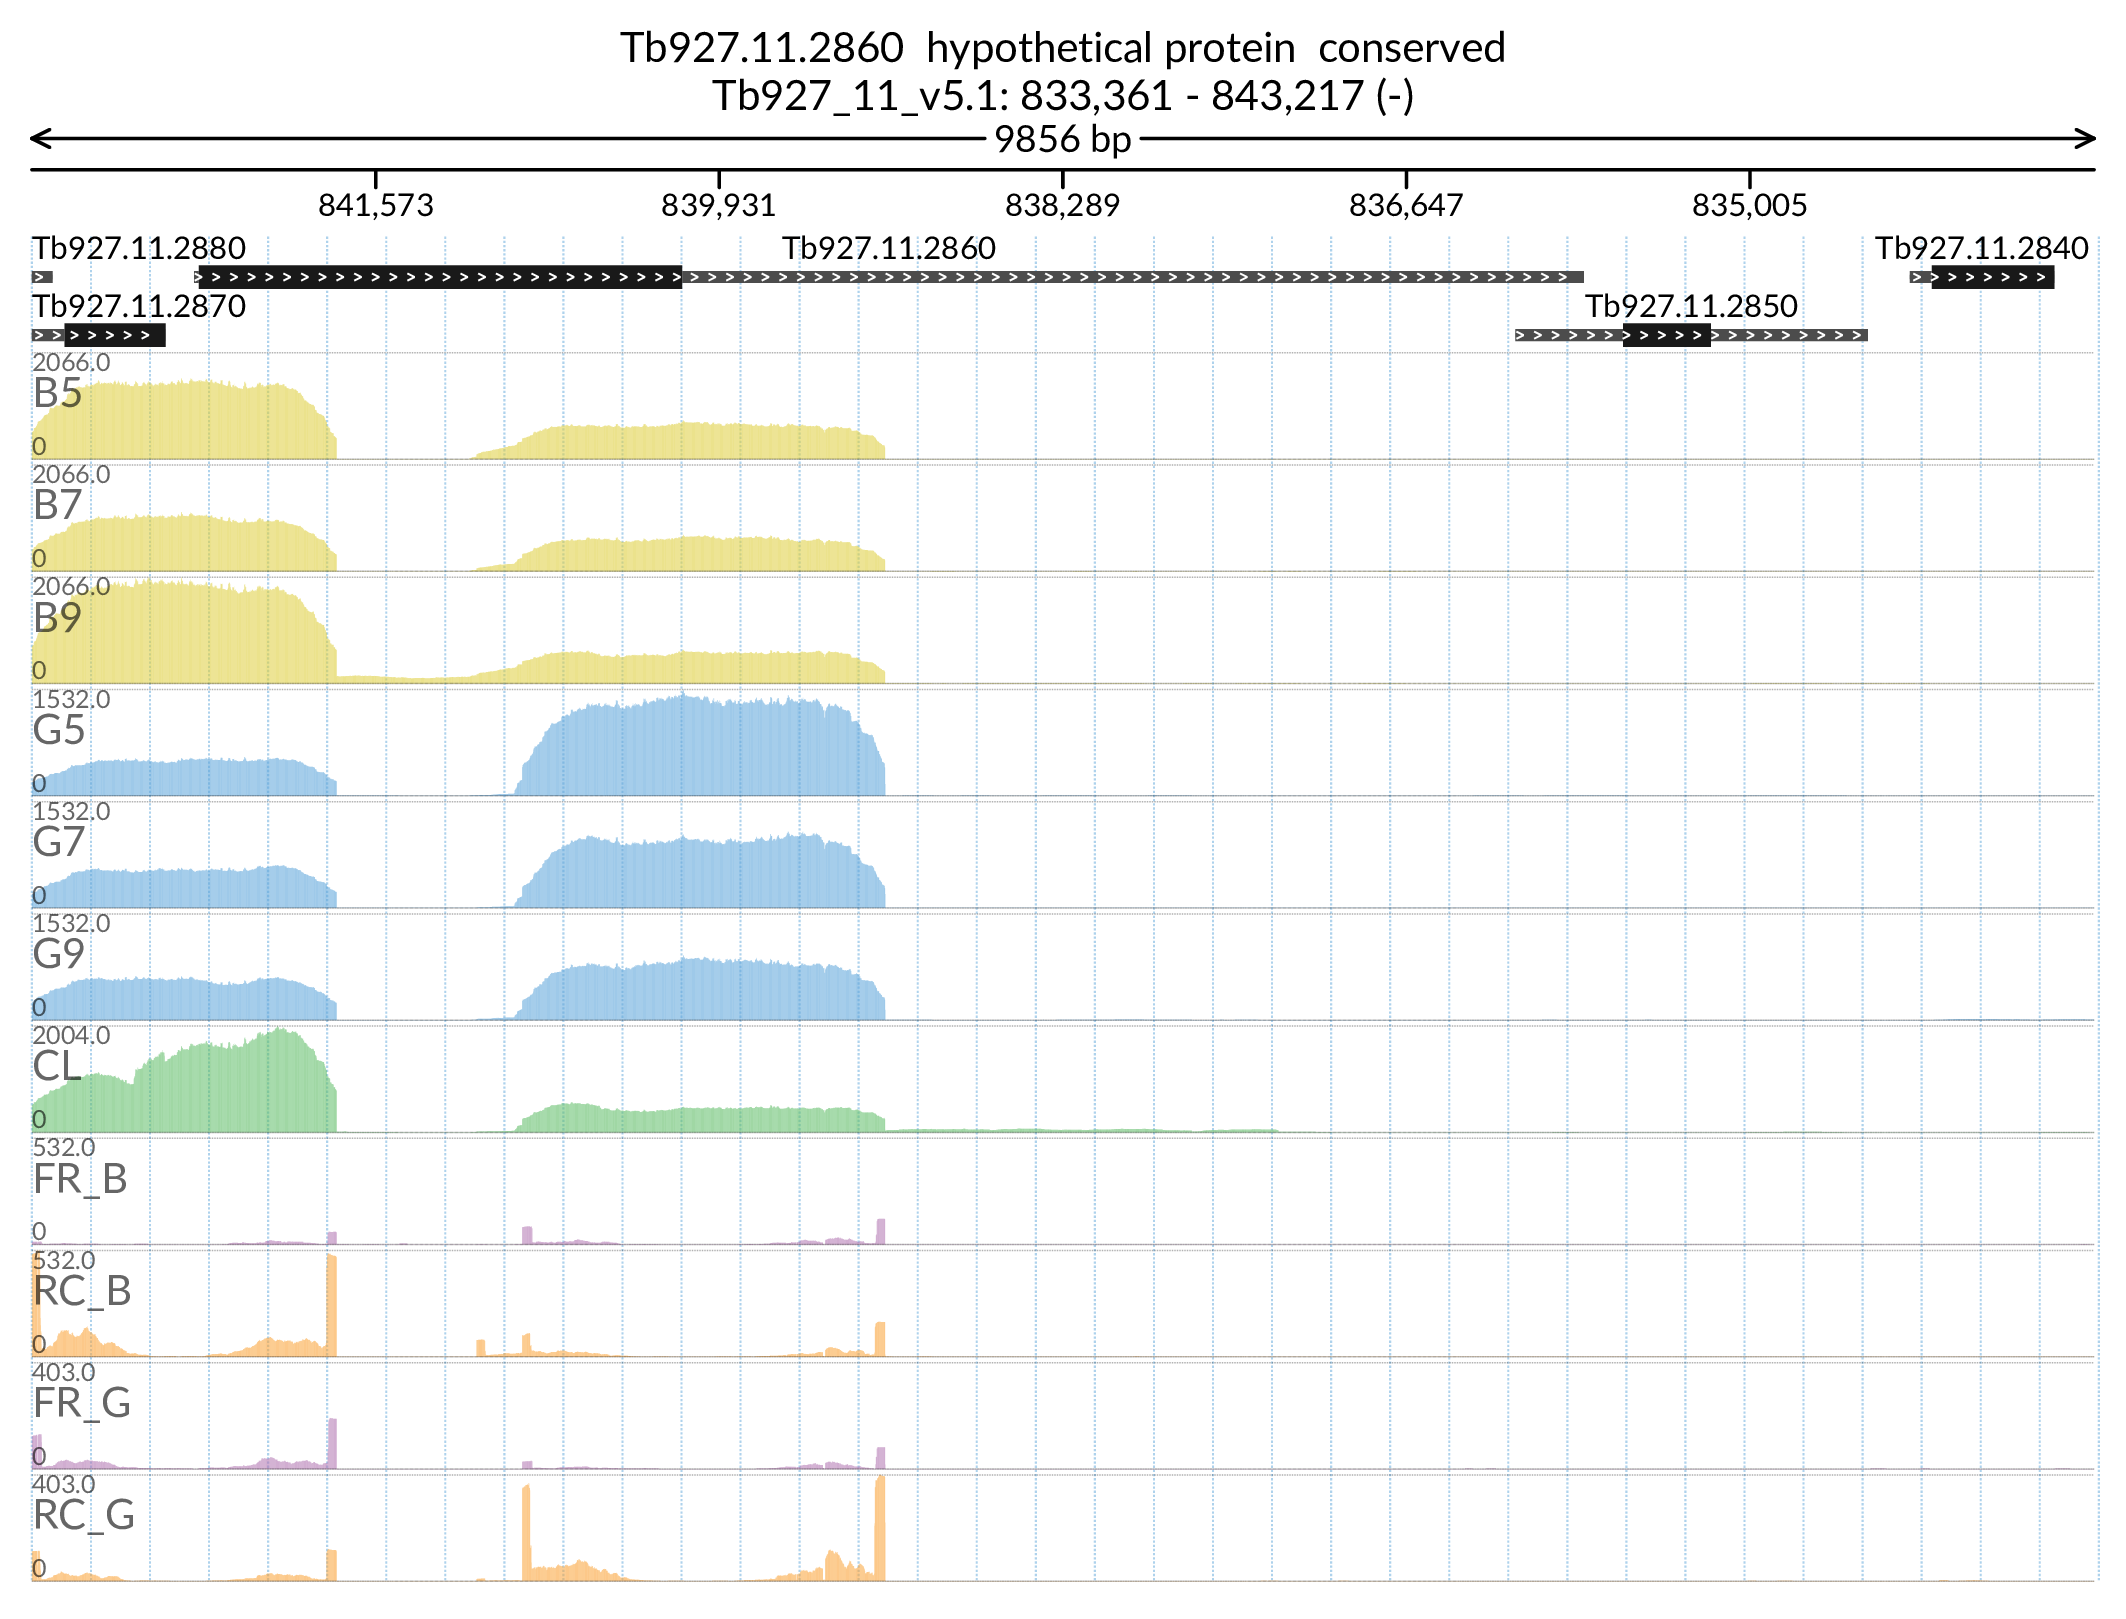 Tb927.11.2860  hypothetical protein  conserved
Tb927_11_v5.1: 833,361 - 843,217 (-)
9856 bp
841,573 839,931 838,289 836,647 835,005
Tb927.11.2880 Tb927.11.2860 Tb927.11.2840
Tb927.11.2870 Tb927.11.2850
2066.0
B5
0
2066.0
B7
0
2066.0
B9
0
1532.0
G5
0
1532.0
G7
0
1532.0
G9
0
2004.0
CL
0
532.0
FR_B
0
532.0
RC_B
0
403.0
FR_G
0
403.0
RC_G
0